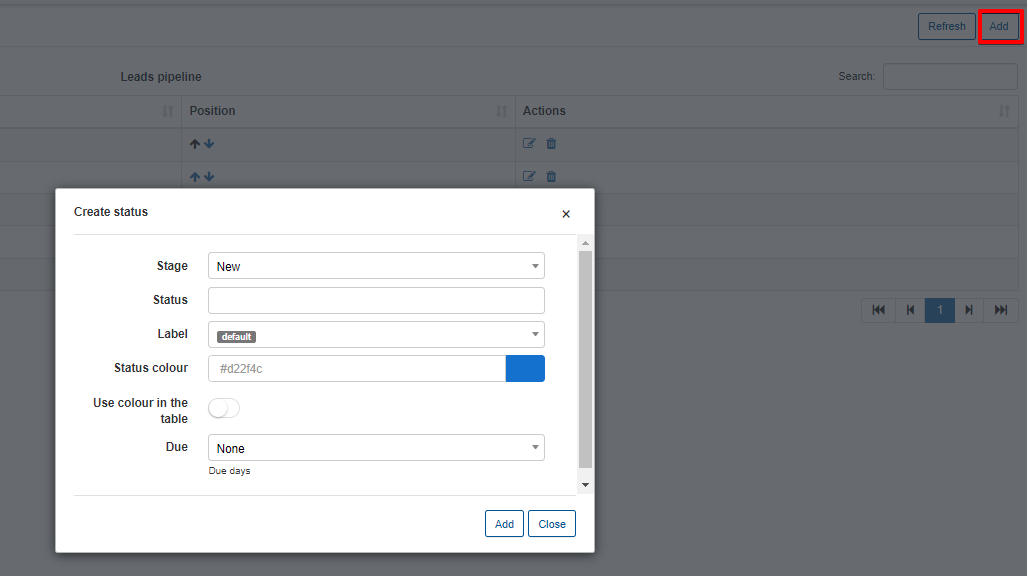 Refresh
Add
Leads pipeline
Search:
Position
Actions
Create status
×
Stage
New
Status
Label
default
Status colour
#d22f4c
Use colour in the
table
Due
None
Due days
1
Add
Close